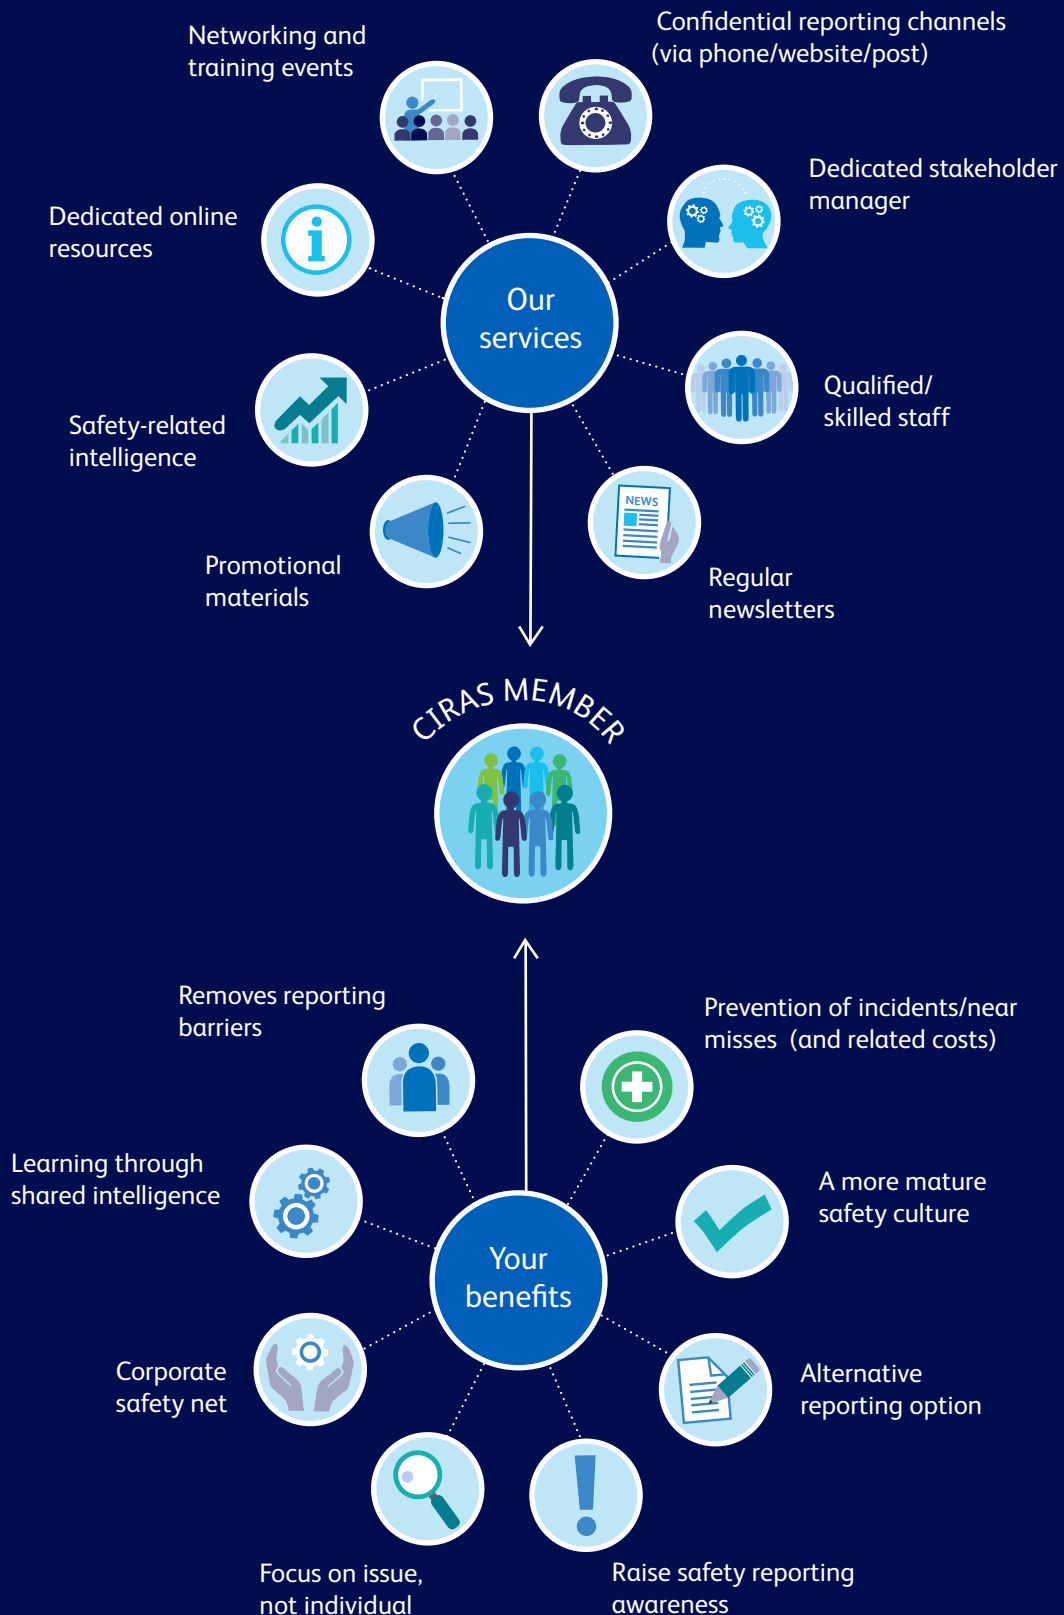 Networking and
training events
Confidential reporting channels
(via phone/website/post)
Dedicated stakeholder
manager
Dedicated online
resources
Our
services
Qualified/
skilled staff
Safety-related
intelligence
NEWS
Promotional
materials
Regular
newsletters
CIRAS MEMBER
Removes reporting
barriers
Prevention of incidents/near
misses (and related costs)
Learning through
shared intelligence
A more mature
safety culture
Your
benefits
Corporate
safety net
Alternative
reporting option
Focus on issue,
not individual
Raise safety reporting
awareness